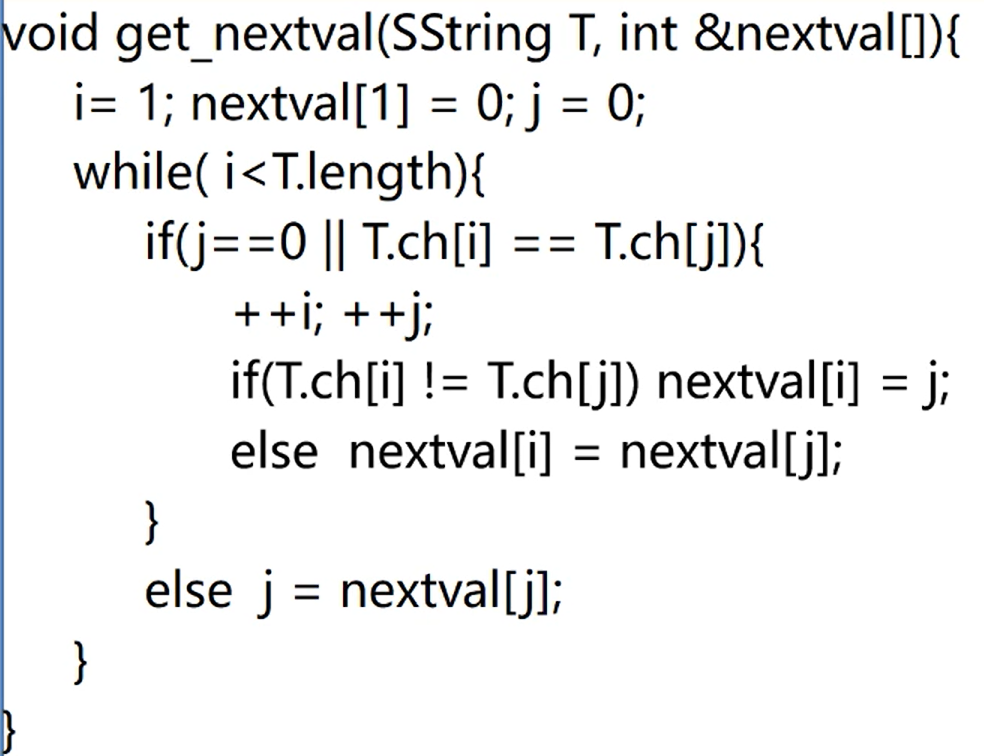 void get_nextval(SString T, int &nextval[]){
i= 1; nextval[1] = 0; j = 0;
while( i<T.length){
if(j==0 || T.ch[i] == T.ch[j]){
++i; ++j;
if(T.ch[i] != T.ch[j]) nextval[i] = j;
else nextval[i] = nextval[j];
}
else j = nextval[j];
}
}